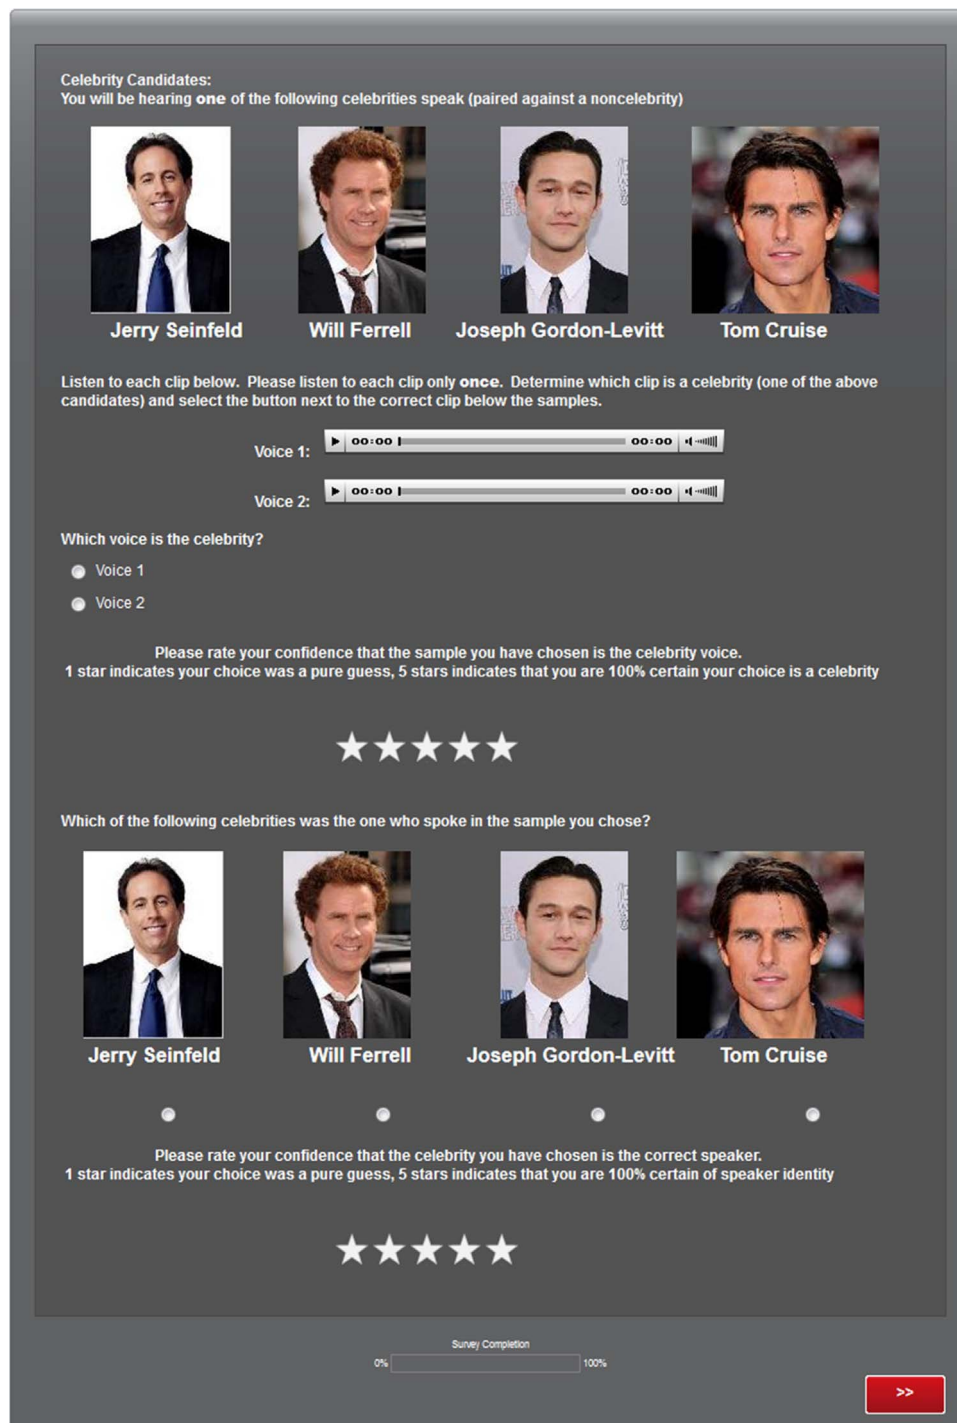 Celebrity Candidates:
You will be hearing one of the following celebrities speak (paired against a noncelebrity)
Jerry Seinfeld Will Ferrell Joseph Gordon-Levitt Tom Cruise
Listen to each clip below. Please listen to each clip only once. Determine which clip is a celebrity (one of the above
candidates) and select the button next to the correct clip below the samples.
Voice 1: 00:00 00:00
Voice 2: 00:00 00:00
Which voice is the celebrity?
Voice 1
Voice 2
Please rate your confidence that the sample you have chosen is the celebrity voice.
1 star indicates your choice was a pure guess, 5 stars indicates that you are 100% certain your choice is a celebrity
Which of the following celebrities was the one who spoke in the sample you chose?
Jerry Seinfeld Will Ferrell Joseph Gordon-Levitt Tom Cruise
Please rate your confidence that the celebrity you have chosen is the correct speaker.
1 star indicates your choice was a pure guess, 5 stars indicates that you are 100% certain of speaker identity
Survey Completion
0% 100%
>>